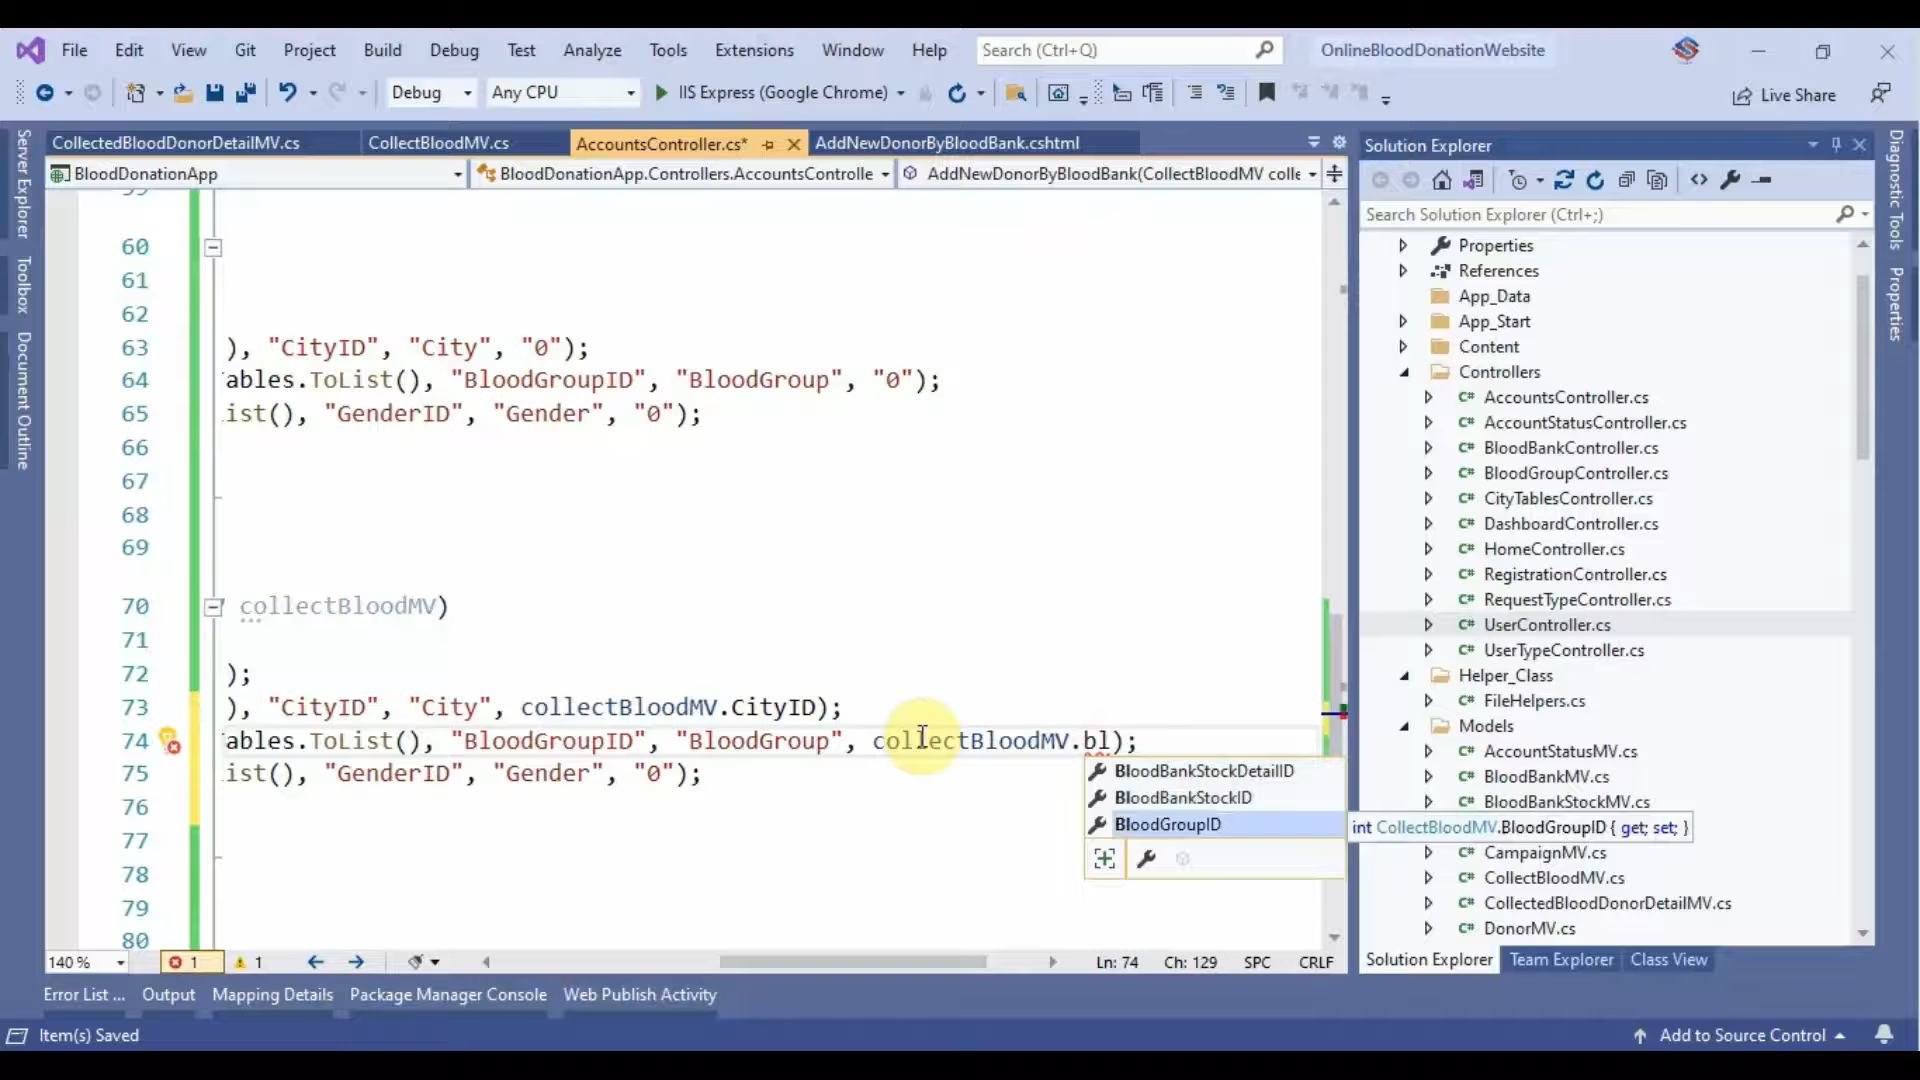 File Edit View Git Project Build Debug Test Analyze Tools Extensions Window Help Search (Ctrl+Q) OnlineBloodDonationWebsite
Debug Any CPU IIS Express (Google Chrome) Live Share
CollectedBloodDonorDetailMV.cs CollectBloodMV.cs AccountsController.cs* AddNewDonorByBloodBank.cshtml
BloodDonationApp BloodDonationApp.Controllers.AccountsControlle AddNewDonorByBloodBank(CollectBloodMV colle
60
61
62
63 ), "CityID", "City", "0");
64 ables.ToList(), "BloodGroupID", "BloodGroup", "0");
65 ist(), "GenderID", "Gender", "0");
66
67
68
69
70 collectBloodMV)
71
72 );
73 ), "CityID", "City", collectBloodMV.CityID);
74 ables.ToList(), "BloodGroupID", "BloodGroup", collectBloodMV.bl);
75 ist(), "GenderID", "Gender", "0");
76
77
78
79
80
BloodBankStockDetailID
BloodBankStockID
BloodGroupID
int CollectBloodMV.BloodGroupID { get; set; }
140 % 1 1 Ln: 74 Ch: 129 SPC CRLF
Server Explorer
Toolbox
Document Outline
Solution Explorer
Search Solution Explorer (Ctrl+;)
Properties
References
App_Data
App_Start
Content
Controllers
C# AccountsController.cs
C# AccountStatusController.cs
C# BloodBankController.cs
C# BloodGroupController.cs
C# CityTablesController.cs
C# DashboardController.cs
C# HomeController.cs
C# RegistrationController.cs
C# RequestTypeController.cs
C# UserController.cs
C# UserTypeController.cs
Helper_Class
C# FileHelpers.cs
Models
C# AccountStatusMV.cs
C# BloodBankMV.cs
C# BloodBankStockMV.cs
C# CampaignMV.cs
C# CollectBloodMV.cs
C# CollectedBloodDonorDetailMV.cs
C# DonorMV.cs
Solution Explorer Team Explorer Class View
Diagnostic Tools
Properties
Error List ... Output Mapping Details Package Manager Console Web Publish Activity
Item(s) Saved Add to Source Control